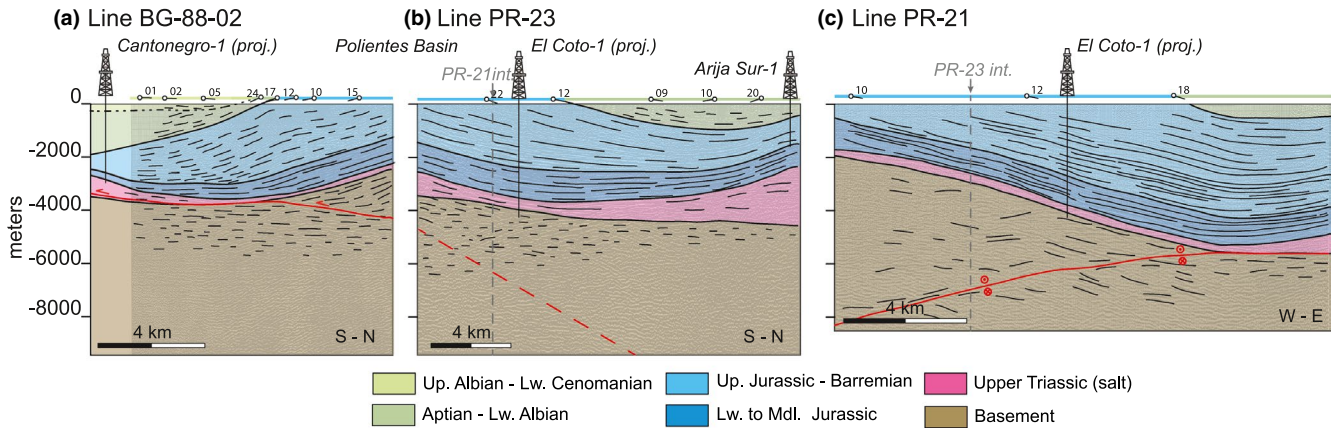 (a) Line BG-88-02
(b) Line PR-23
(c) Line PR-21
Cantonegro-1 (proj.)
Polientes Basin
El Coto-1 (proj.)
Arija Sur-1
El Coto-1 (proj.)
PR-21int.
PR-23 int.
01 02 05 24 17 12 10 15
22 12 09 10 20
10 12 18
0
-2000
-4000
-6000
-8000
meters
4 km
S - N
4 km
S - N
4 km
W - E
Up. Albian - Lw. Cenomanian
Up. Jurassic - Barremian
Upper Triassic (salt)
Aptian - Lw. Albian
Lw. to Mdl. Jurassic
Basement